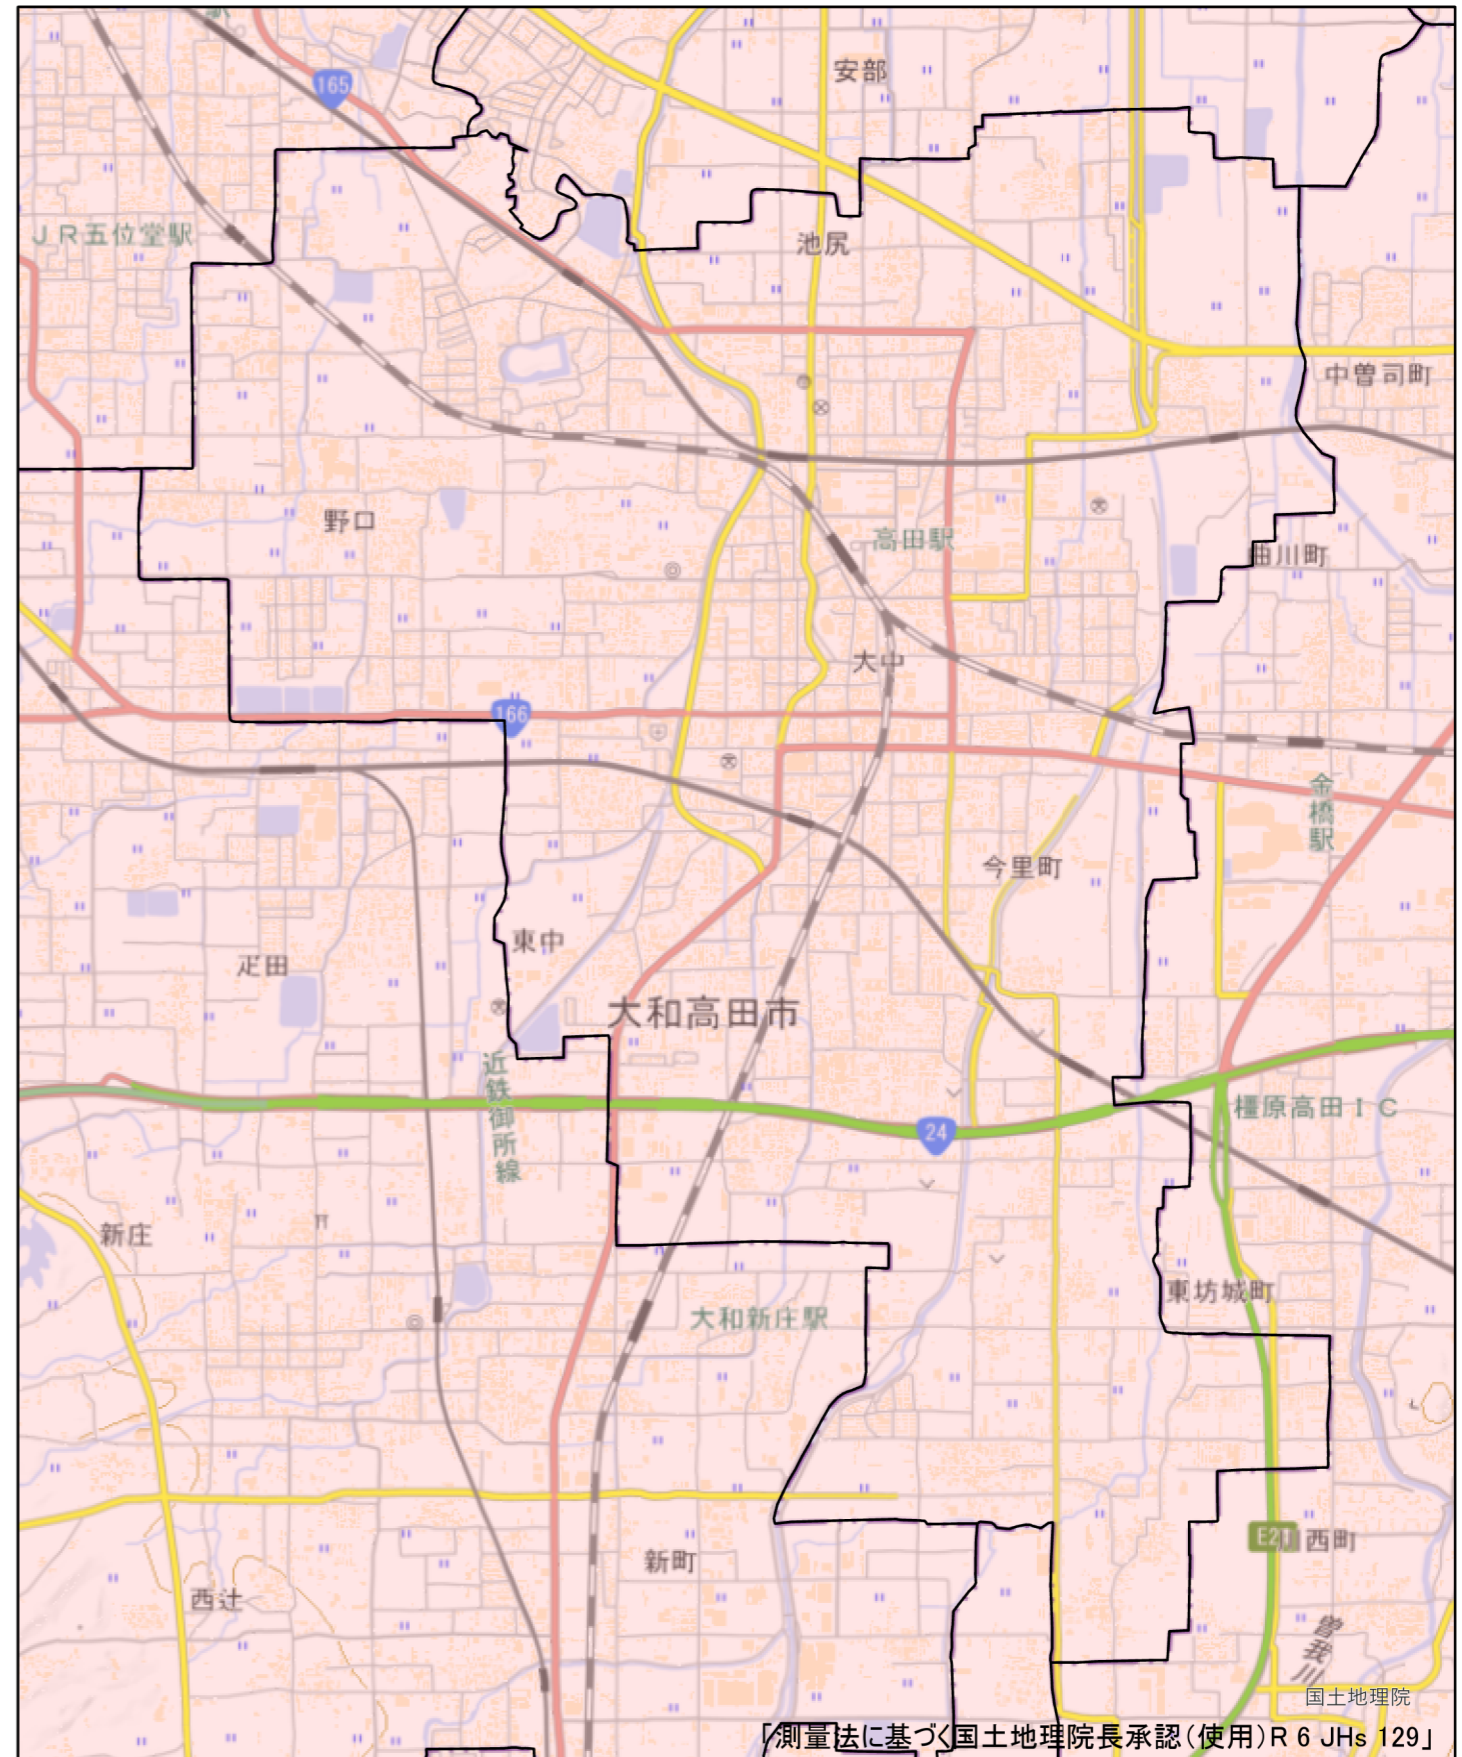 駅
165
安部
JR五位堂駅
池尻
中曽司町
野口
高田駅
曲川町
大中
166
金橋駅
今里町
東中
疋田
大和高田市
近鉄御所線
橿原高田IC
24
新庄
東坊城町
大和新庄駅
川西町
新町
西辻
曽我川
国土地理院
「測量法に基づく国土地理院長承認(使用)R 6 JHs 129」